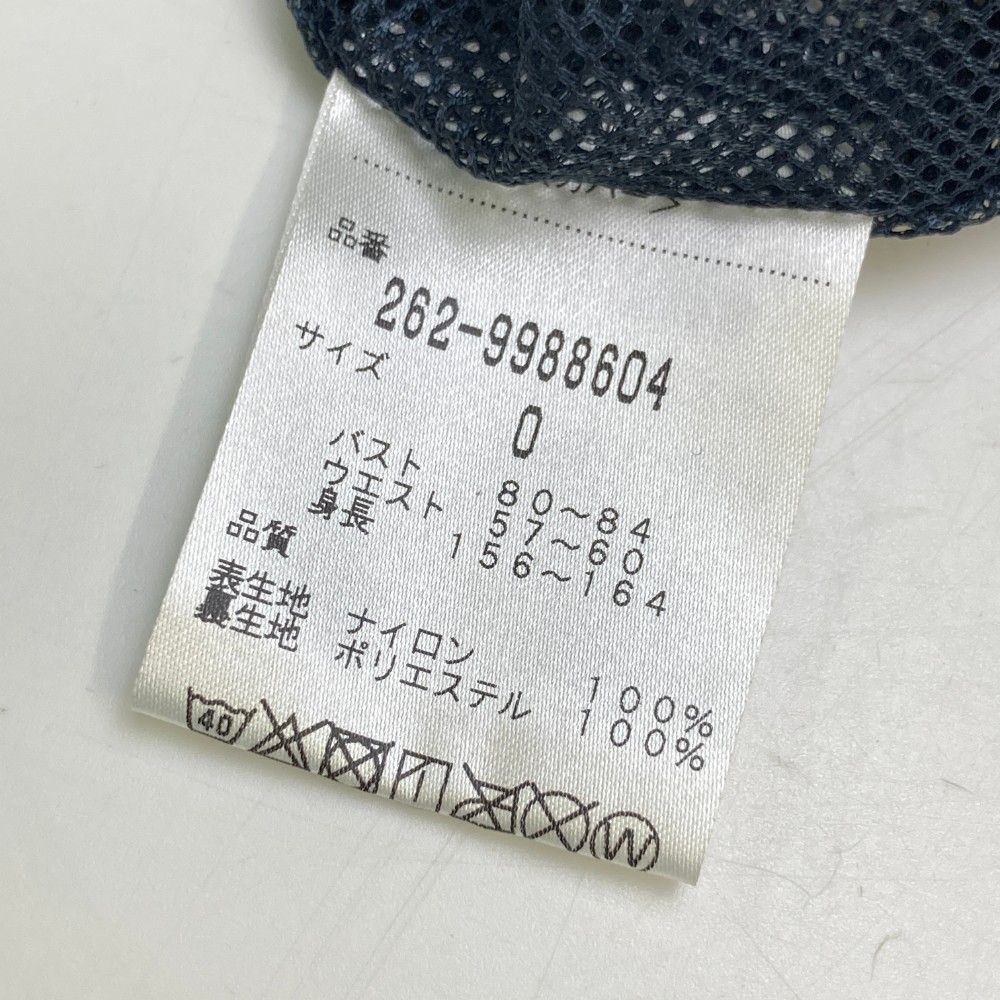 品番
262-9988604
サイズ
0
バスト 80～84
ウエスト 57～60
身長 156～164
品質
表生地 ナイロン 100%
裏生地 ポリエステル 100%
40
W